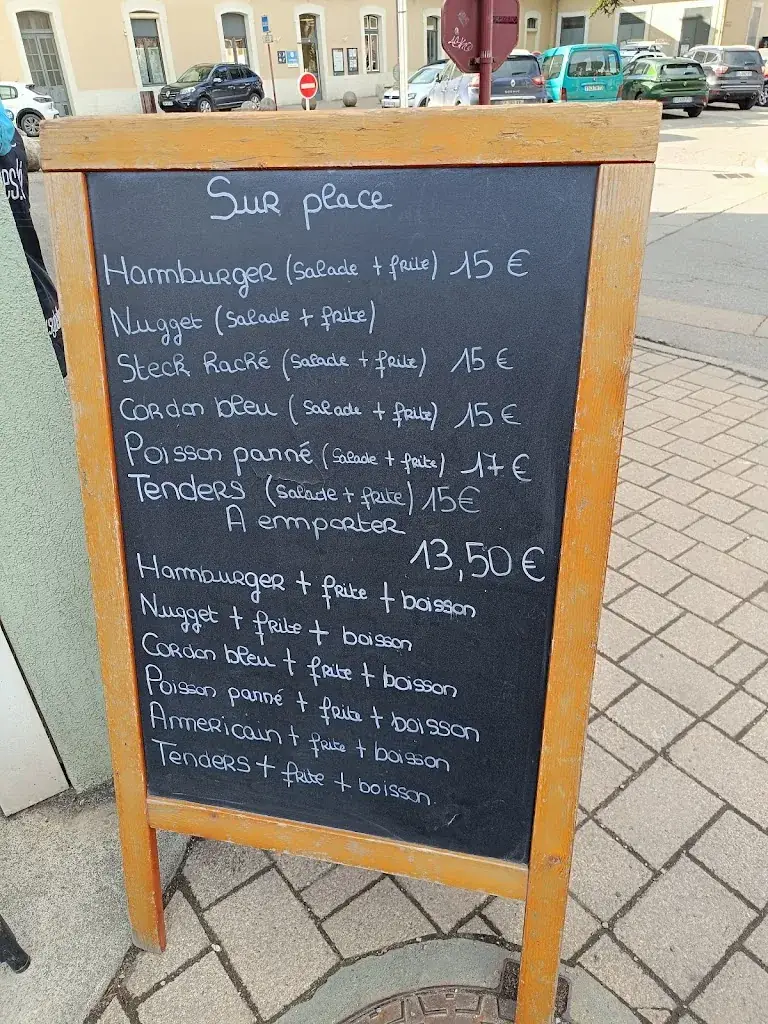 Sur place
Hamburger (salade + frite) 15 €
Nugget (salade + frite)
Steck haché (salade + frite) 15 €
Cordon bleu (salade + frite) 15 €
Poisson panné (salade + frite) 17 €
Tenders (salade + frite) 15€
A emporter
13,50 €
Hamburger + frite + boisson
Nugget + frite + boisson
Cordon bleu + frite + boisson
Poisson panné + frite + boisson
Americain + frite + boisson
Tenders + frite + boisson.